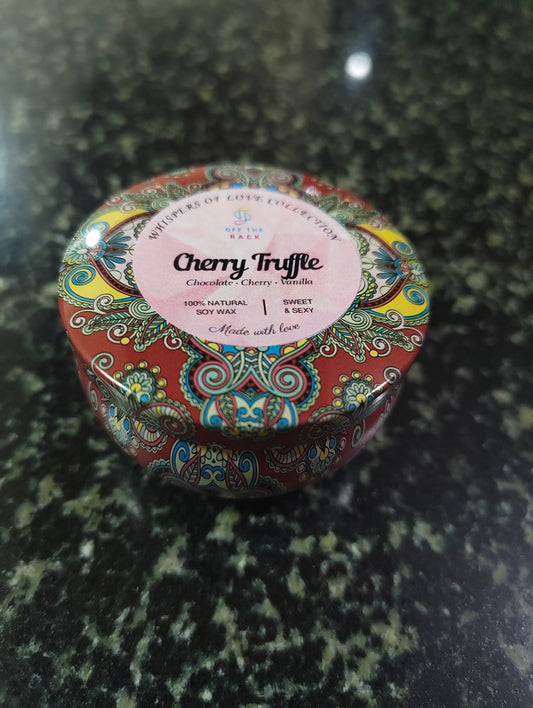 WHISPERS OF LOVE COLLECTION
OFF THE
RACK
Cherry Truffle
Chocolate · Cherry · Vanilla
100% NATURAL | SWEET
SOY WAX & SEXY
Made with love